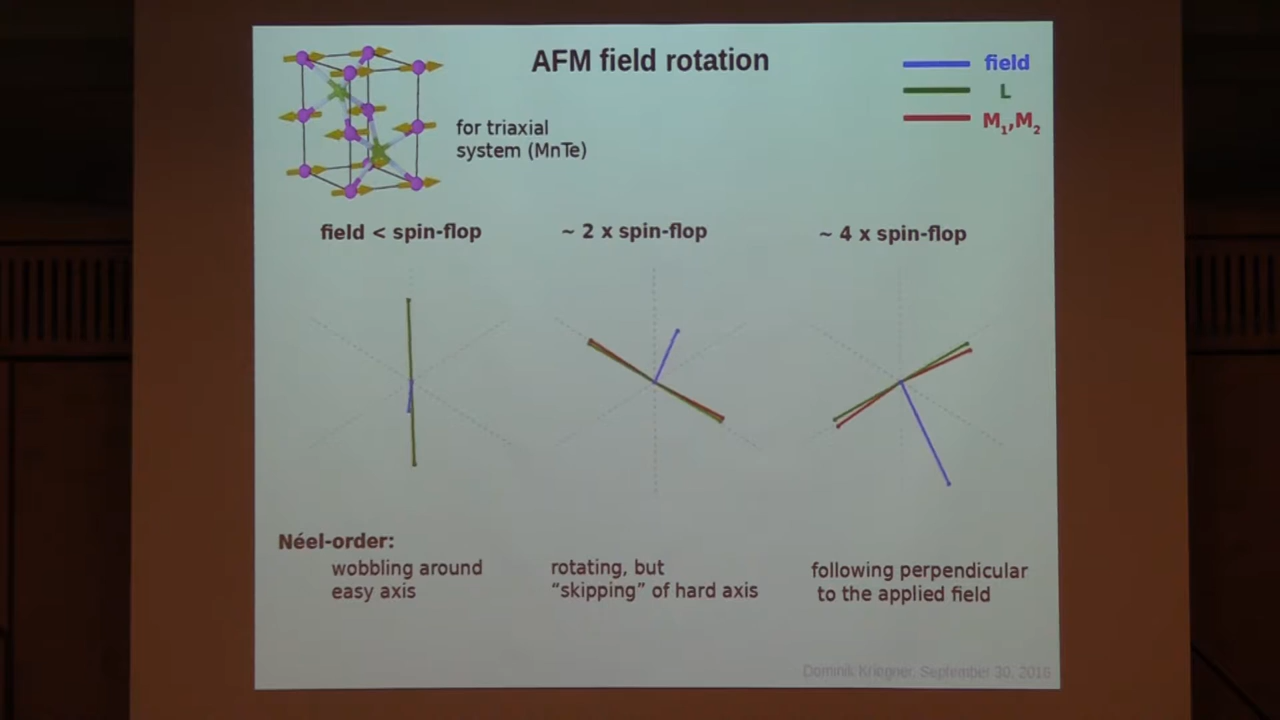 AFM field rotation
field
L
M1,M2
for triaxial
system (MnTe)
field < spin-flop
~ 2 x spin-flop
~ 4 x spin-flop
Néel-order:
wobbling around
easy axis
rotating, but
“skipping” of hard axis
following perpendicular
to the applied field
Dominik Kriegner, September 30, 2016